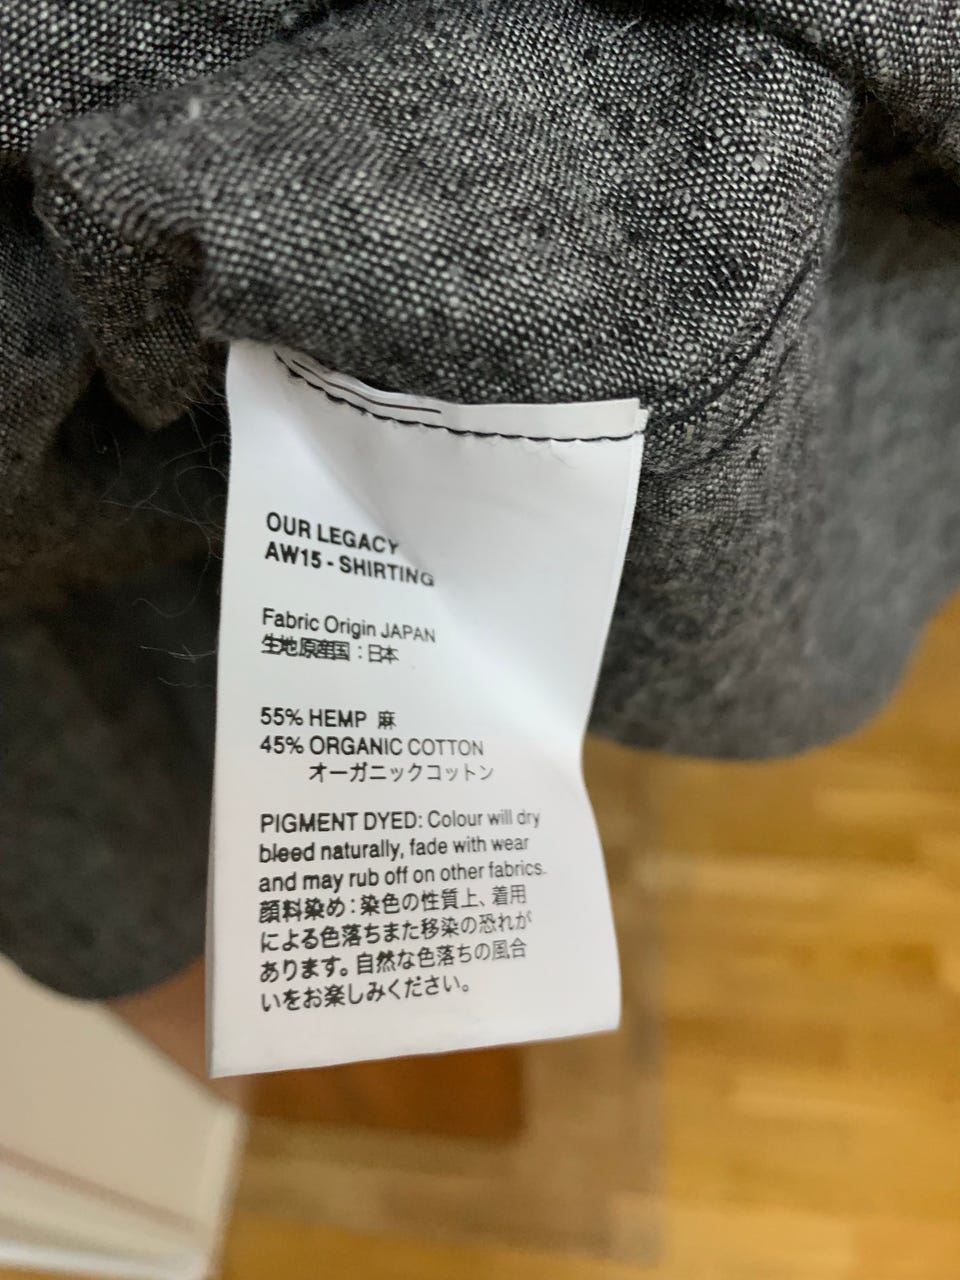 OUR LEGACY
AW15 - SHIRTING
Fabric Origin JAPAN
生地原産国：日本
55% HEMP 麻
45% ORGANIC COTTON
オーガニックコットン
PIGMENT DYED: Colour will dry
bleed naturally, fade with wear
and may rub off on other fabrics.
顔料染め：染色の性質上、着用
による色落ちまた移染の恐れが
あります。自然な色落ちの風合
いをお楽しみください。